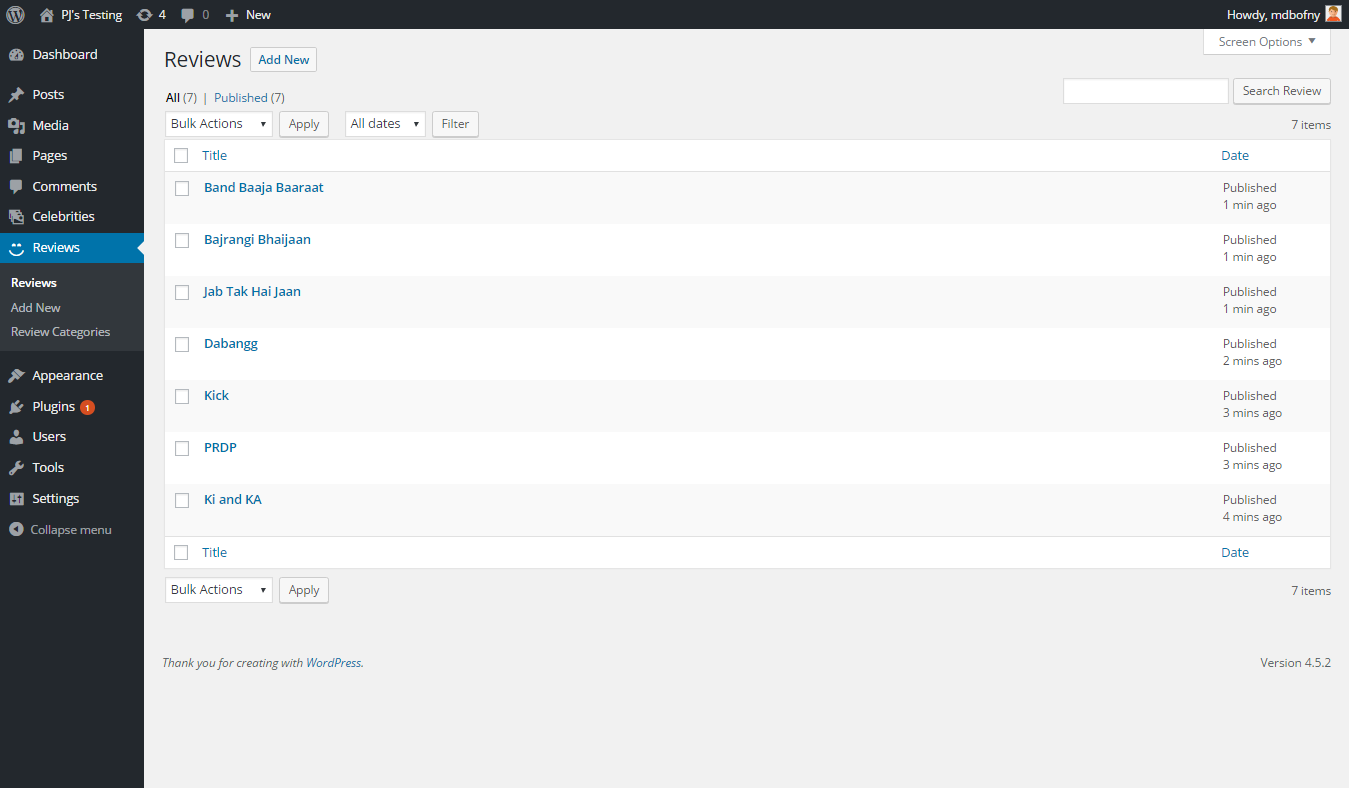 PJ's Testing 4 0 New Howdy, mdbofny
Dashboard
Posts
Media
Pages
Comments
Celebrities
Reviews
Reviews
Add New
Review Categories
Appearance
Plugins 1
Users
Tools
Settings
Collapse menu
Screen Options
Reviews Add New
All (7) | Published (7)
Search Review
Bulk Actions Apply All dates Filter 7 items
Title Date
Band Baaja Baaraat Published
1 min ago
Bajrangi Bhaijaan Published
1 min ago
Jab Tak Hai Jaan Published
1 min ago
Dabangg Published
2 mins ago
Kick Published
3 mins ago
PRDP Published
3 mins ago
Ki and KA Published
4 mins ago
Title Date
Bulk Actions Apply 7 items
Thank you for creating with WordPress. Version 4.5.2